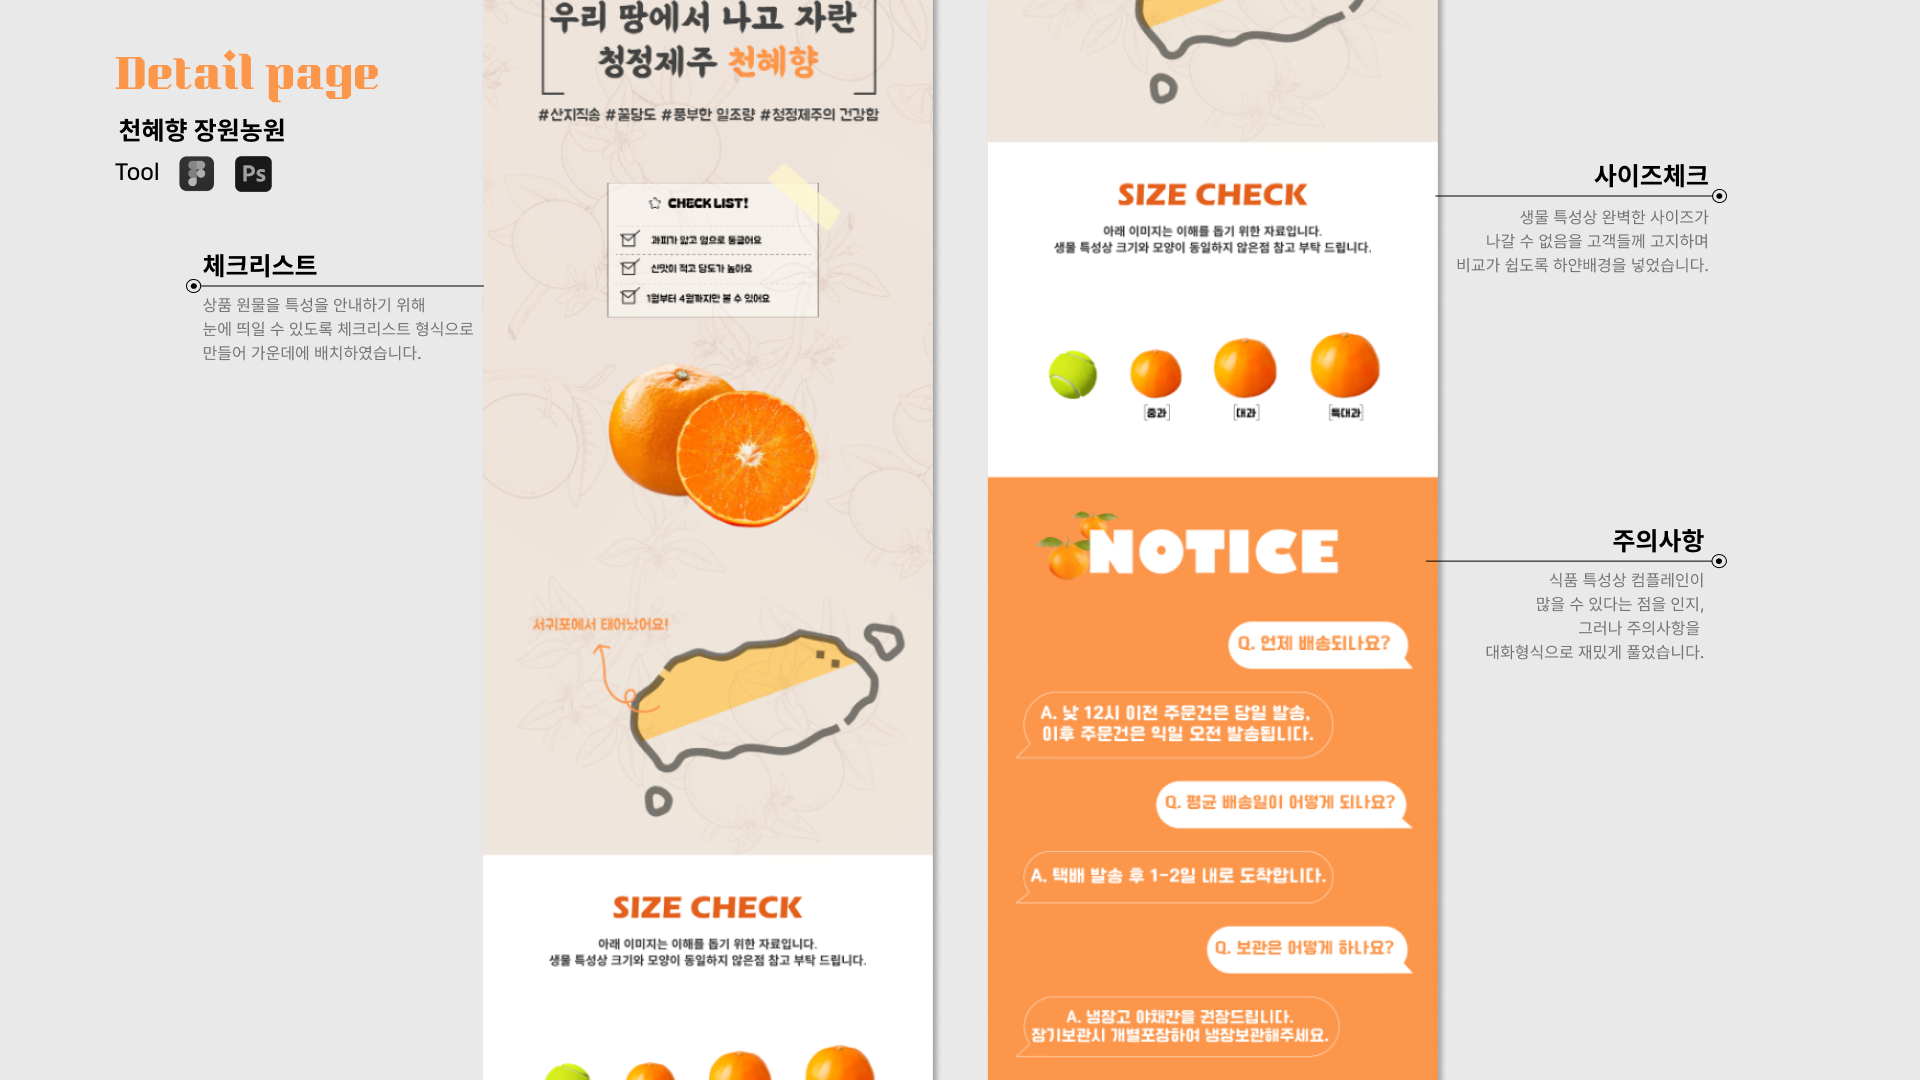 Detail page
천혜향 장원농원
Tool
Ps
체크리스트
상품 원물을 특성을 안내하기 위해
눈에 띄일 수 있도록 체크리스트 형식으로
만들어 가운데에 배치하였습니다.
우리 땅에서 나고 자란
청정제주 천혜향
#산지직송 #꿀당도 #풍부한 일조량 #청정제주의 건강함
CHECK LIST!
과피가 얇고 옆으로 둥글어요
신맛이 적고 당도가 높아요
1월부터 4월까지만 볼 수 있어요
서귀포에서 태어났어요!
SIZE CHECK
아래 이미지는 이해를 돕기 위한 자료입니다.
생물 특성상 크기와 모양이 동일하지 않은점 참고 부탁 드립니다.
SIZE CHECK
아래 이미지는 이해를 돕기 위한 자료입니다.
생물 특성상 크기와 모양이 동일하지 않은점 참고 부탁 드립니다.
[중과]
[대과]
[특대과]
NOTICE
Q. 언제 배송되나요?
A. 낮 12시 이전 주문건은 당일 발송,
이후 주문건은 익일 오전 발송됩니다.
Q. 평균 배송일이 어떻게 되나요?
A. 택배 발송 후 1-2일 내로 도착합니다.
Q. 보관은 어떻게 하나요?
A. 냉장고 야채칸을 권장드립니다.
장기보관시 개별포장하여 냉장보관해주세요.
사이즈체크
생물 특성상 완벽한 사이즈가
나갈 수 없음을 고객들께 고지하며
비교가 쉽도록 하얀배경을 넣었습니다.
주의사항
식품 특성상 컴플레인이
많을 수 있다는 점을 인지,
그러나 주의사항을
대화형식으로 재밌게 풀었습니다.